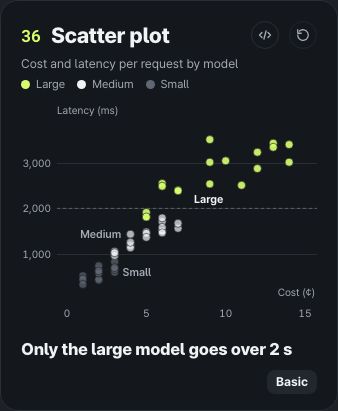 36 Scatter plot
Cost and latency per request by model
Large Medium Small
Latency (ms)
3,000
2,000
Large
Medium
1,000
Small
Cost (¢)
0 5 10 15
Only the large model goes over 2 s
Basic